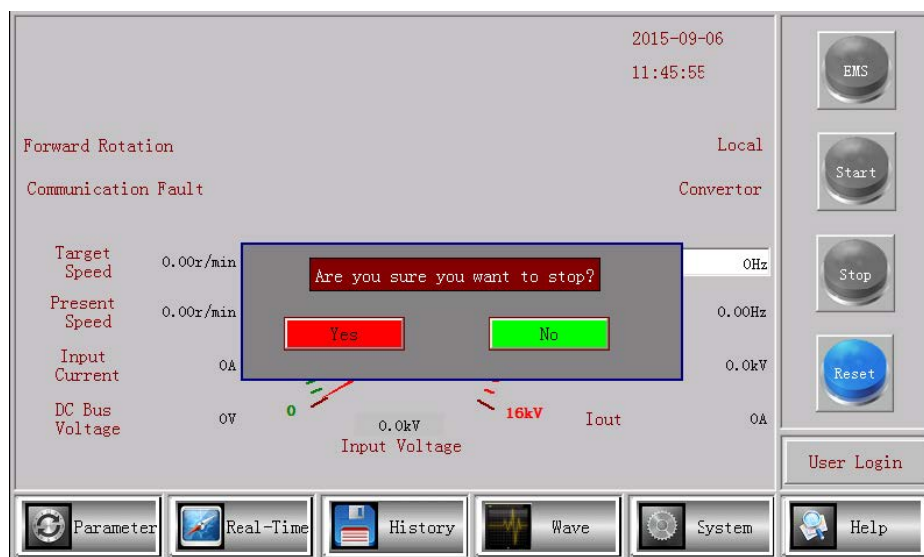 2015-09-06
11:45:55
EMS
Forward Rotation
Local
Start
Communication Fault
Convertor
Target
Speed
0.00r/min
0Hz
Are you sure you want to stop?
Stop
Present
Speed
0.00r/min
0.00Hz
Yes
No
Input
Current
0A
0.0kV
Reset
DC Bus
Voltage
0V
0
0.0kV
16kV
Iout
0A
Input Voltage
User Login
Parameter
Real-Time
History
Wave
System
Help